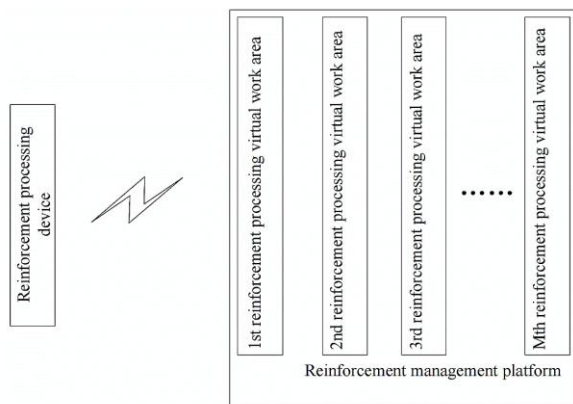 Reinforcement processing
device
1st reinforcement processing virtual work area
2nd reinforcement processing virtual work area
3rd reinforcement processing virtual work area
......
Mth reinforcement processing virtual work area
Reinforcement management platform